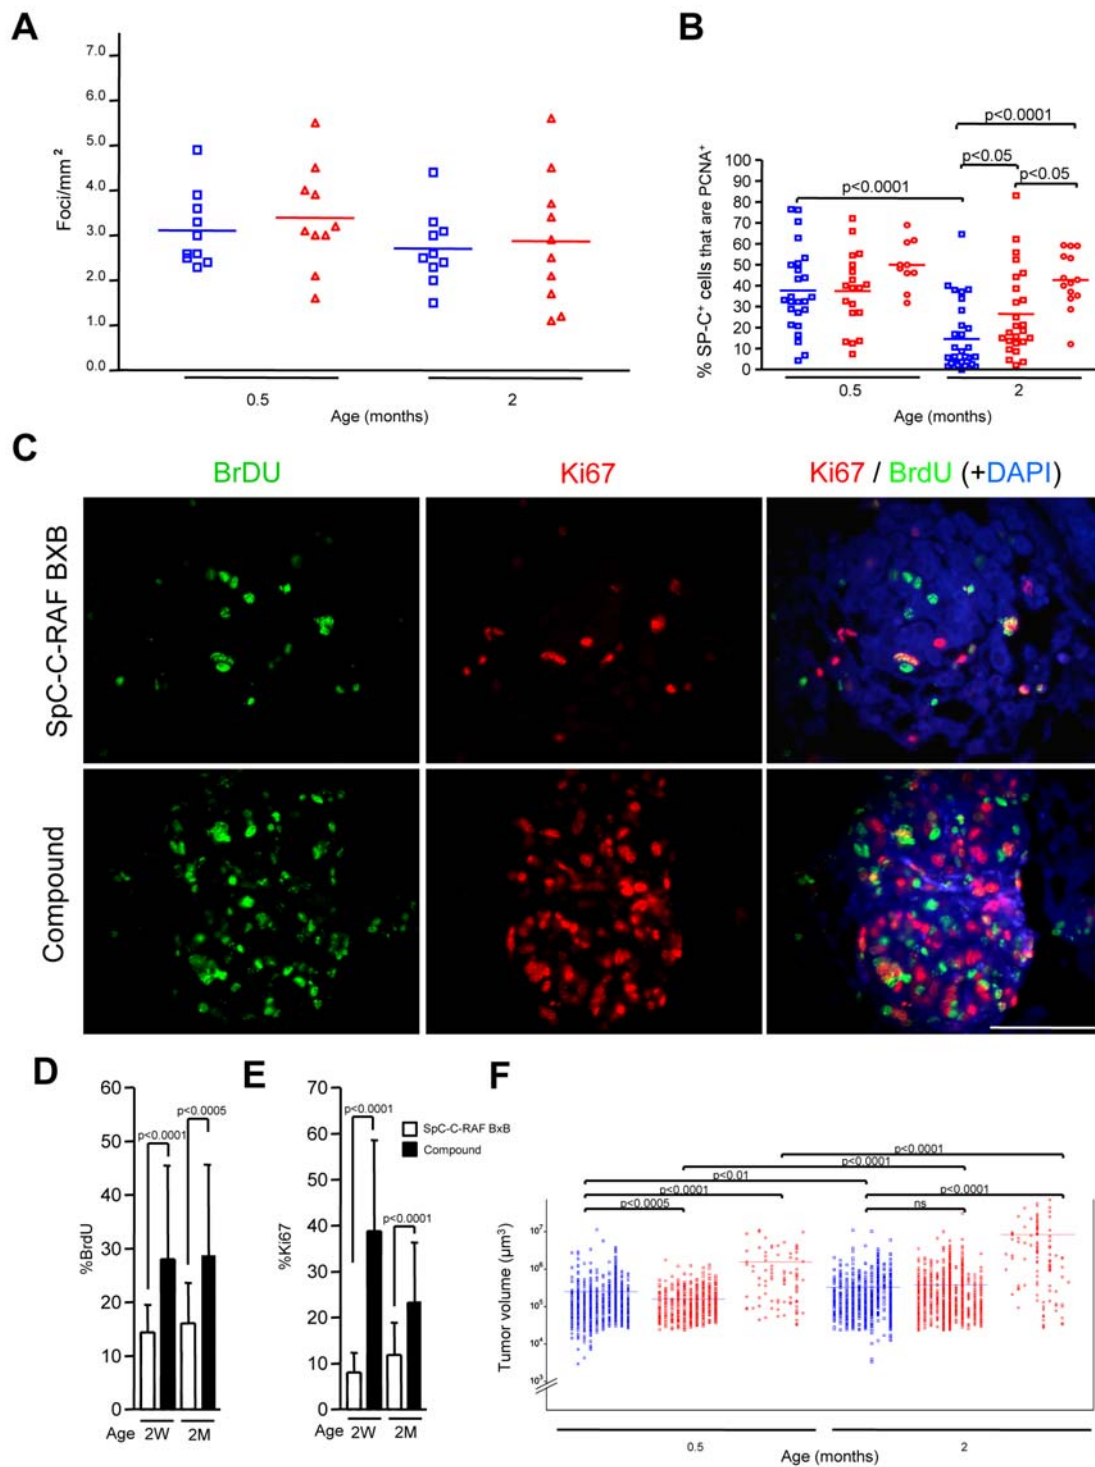 A
7.0
6.0
5.0
4.0
3.0
2.0
1.0
0.0
Foci/mm²
0.5
2
Age (months)
B
p<0.0001
p<0.05
p<0.05
p<0.0001
100
90
80
70
60
50
40
30
20
10
0
% SP-C⁺ cells that are PCNA⁺
0.5
2
Age (months)
C
BrDU
Ki67
Ki67 / BrdU (+DAPI)
SpC-C-RAF BXB
Compound
D
60
50
40
30
20
10
0
%BrdU
p<0.0001
p<0.0005
Age
2W
2M
E
70
60
50
40
30
20
10
0
%Ki67
p<0.0001
p<0.0001
SpC-C-RAF BxB
Compound
Age
2W
2M
F
p<0.0001
p<0.0001
p<0.01
p<0.0001
p<0.0001
p<0.0005
ns
10⁷
10⁶
10⁵
10⁴
10³
Tumor volume (µm³)
0.5
2
Age (months)